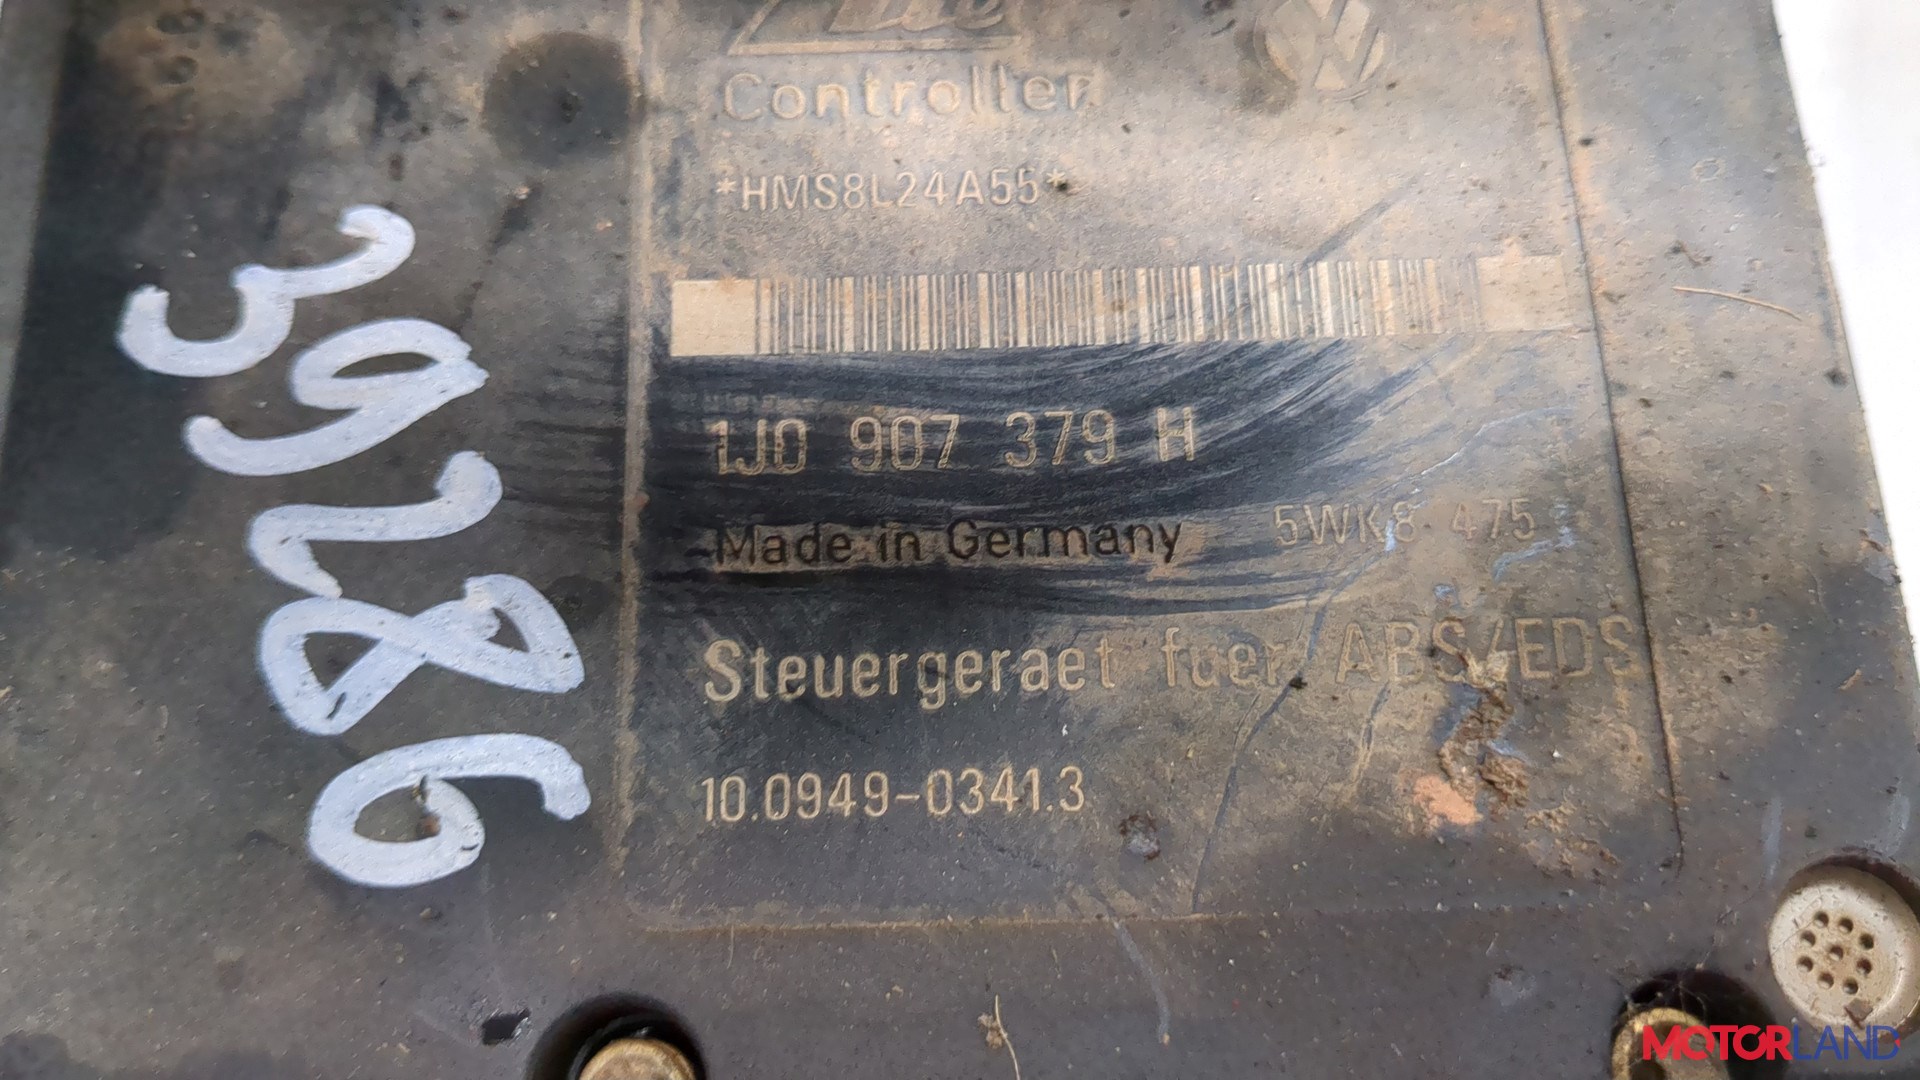 Ate
Controller
*HMS8L24A55*
1J0 907 379 H
Made in Germany 5WK8 475
Steuergeraet fuer ABS/EDS
10.0949-0341.3
MOTORLAND